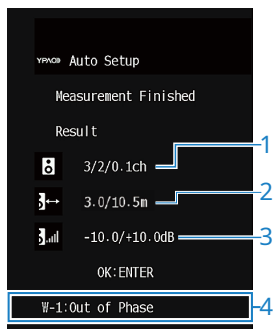 YPAO Auto Setup
Measurement Finished
Result
3/2/0.1ch 1
3.0/10.5m 2
-10.0/+10.0dB 3
OK:ENTER
W-1:Out of Phase 4